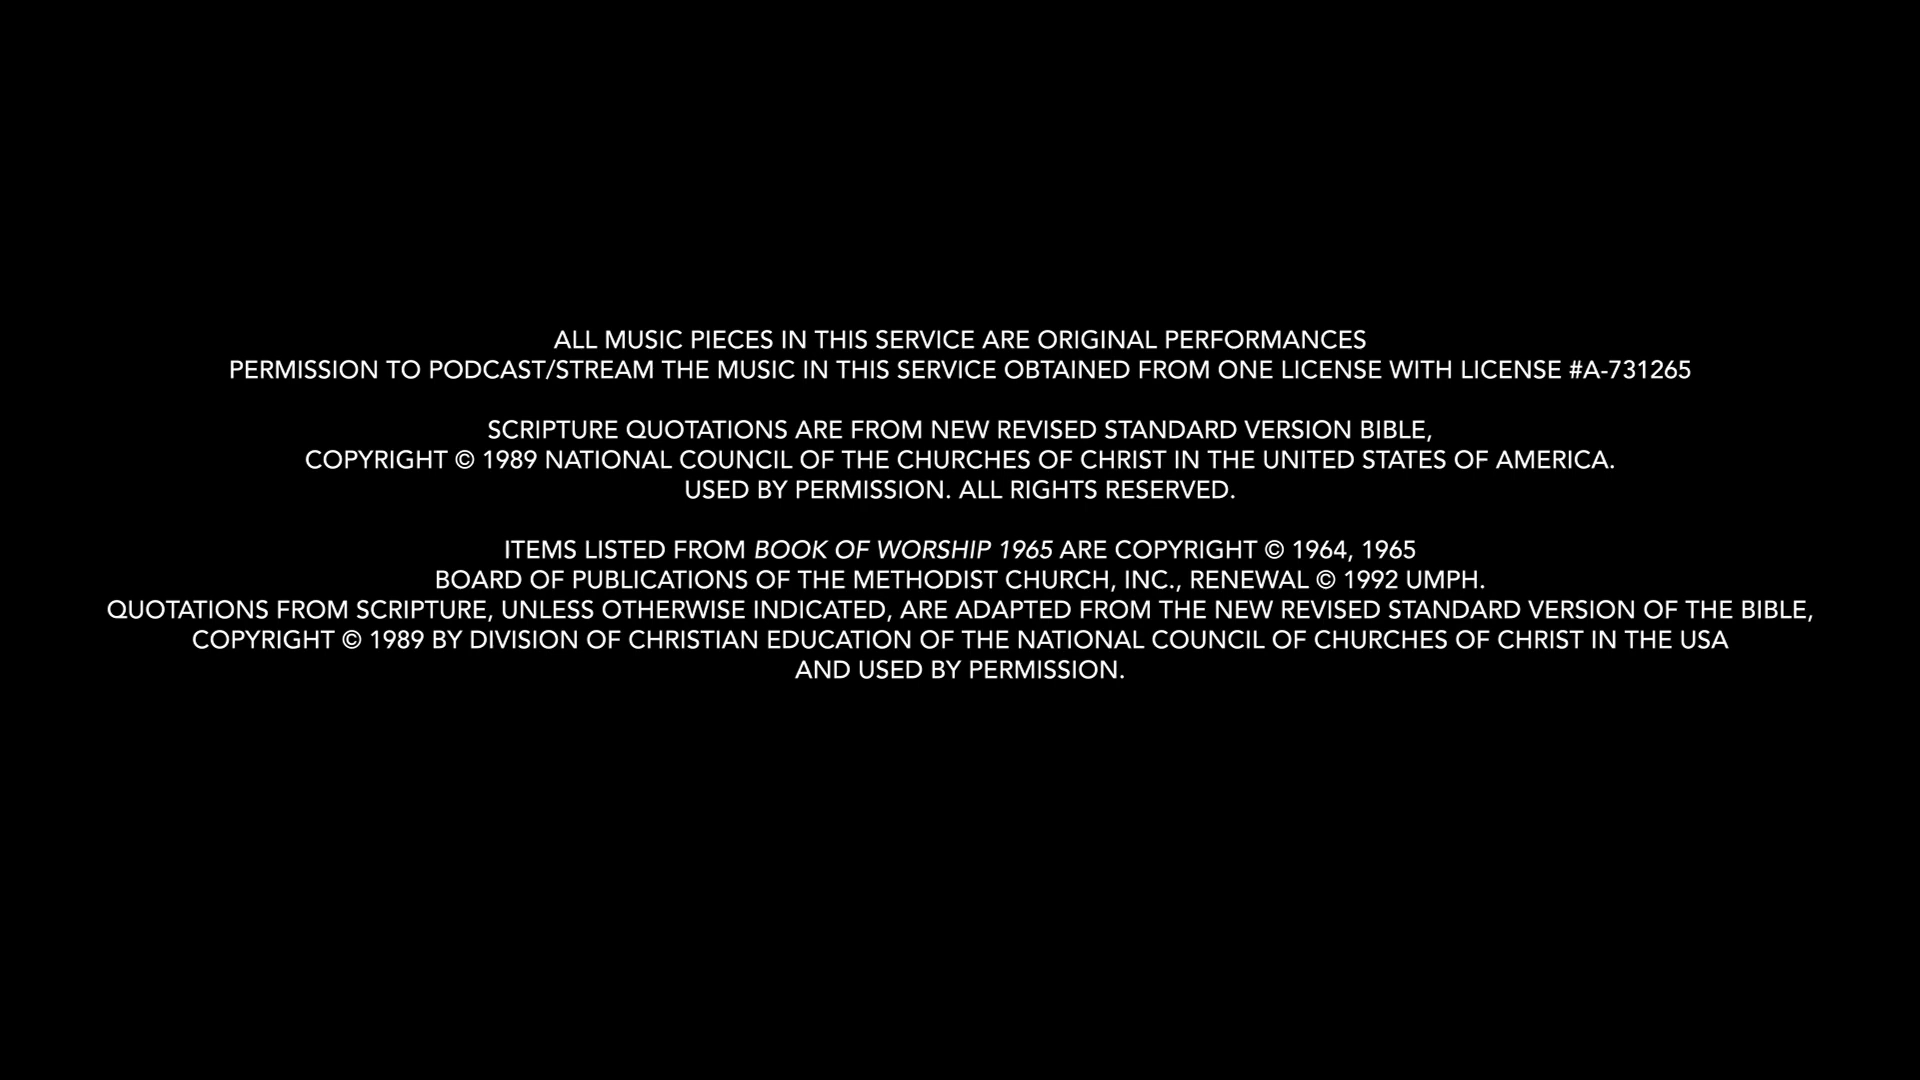 ALL MUSIC PIECES IN THIS SERVICE ARE ORIGINAL PERFORMANCES
PERMISSION TO PODCAST/STREAM THE MUSIC IN THIS SERVICE OBTAINED FROM ONE LICENSE WITH LICENSE #A-731265
SCRIPTURE QUOTATIONS ARE FROM NEW REVISED STANDARD VERSION BIBLE,
COPYRIGHT © 1989 NATIONAL COUNCIL OF THE CHURCHES OF CHRIST IN THE UNITED STATES OF AMERICA.
USED BY PERMISSION. ALL RIGHTS RESERVED.
ITEMS LISTED FROM BOOK OF WORSHIP 1965 ARE COPYRIGHT © 1964, 1965
BOARD OF PUBLICATIONS OF THE METHODIST CHURCH, INC., RENEWAL © 1992 UMPH.
QUOTATIONS FROM SCRIPTURE, UNLESS OTHERWISE INDICATED, ARE ADAPTED FROM THE NEW REVISED STANDARD VERSION OF THE BIBLE,
COPYRIGHT © 1989 BY DIVISION OF CHRISTIAN EDUCATION OF THE NATIONAL COUNCIL OF CHURCHES OF CHRIST IN THE USA
AND USED BY PERMISSION.